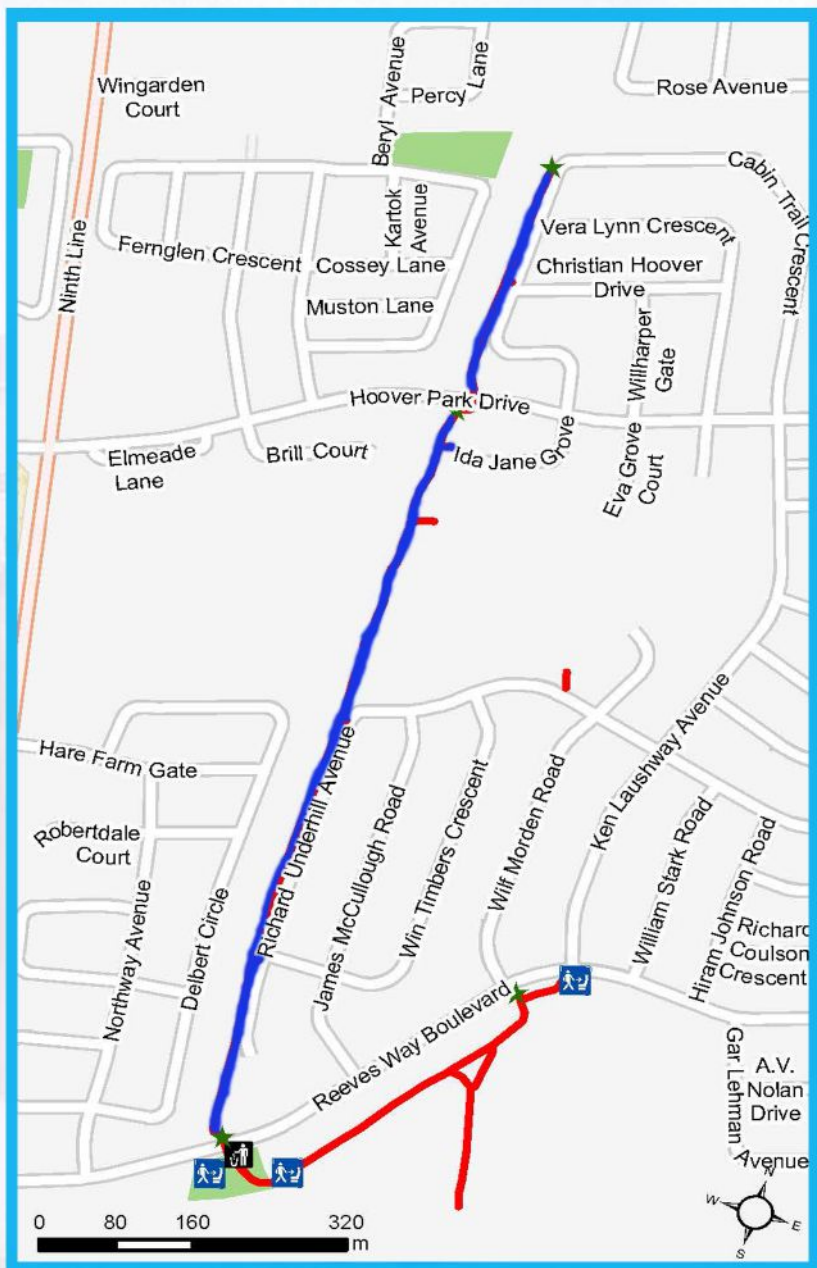 Wingarden
Court
Beryl Avenue
Percy Lane
Rose Avenue
Cabin Trail Crescent
Kartok
Avenue
Vera Lynn Crescent
Ninth Line
Fernglen Crescent
Cossey Lane
Christian Hoover
Drive
Muston Lane
Willharper
Gate
Hoover Park Drive
Elmeade
Lane
Brill Court
Ida Jane Grove
Eva Grove
Court
Hare Farm Gate
Richard Underhill Avenue
Ken Laushway Avenue
Robertdale
Court
James McCullough Road
Win Timbers Crescent
Wilf Morden Road
William Stark Road
Hiram Johnson Road
Northway Avenue
Delbert Circle
Richard
Coulson
Crescent
Reeves Way Boulevard
Gar Lehman
Avenue
A.V.
Nolan
Drive
N
W
E
S
0 80 160 320
m